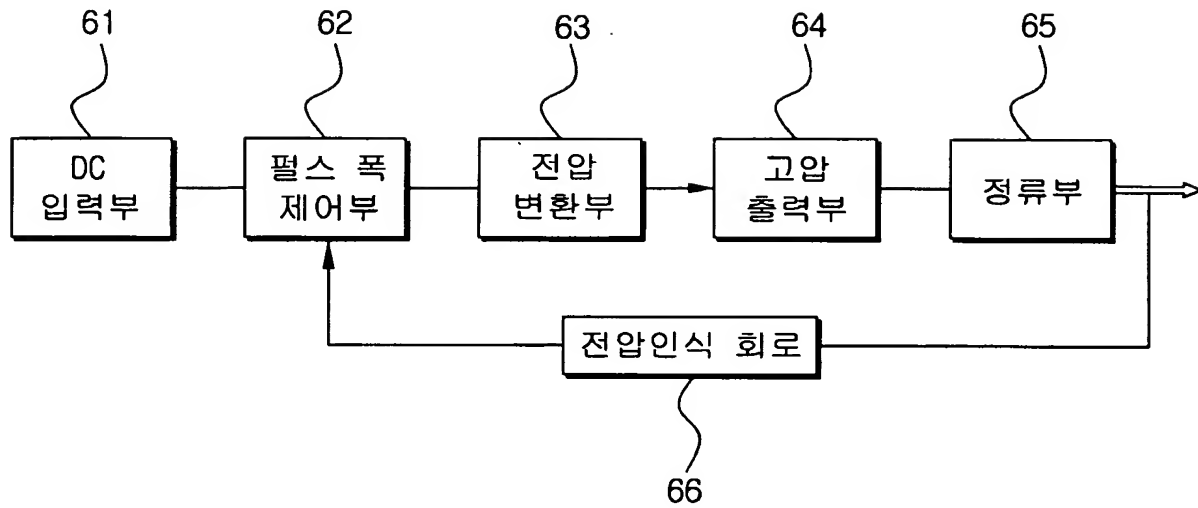 61
62
63
64
65
DC
입력부
펄스 폭
제어부
전압
변환부
고압
출력부
정류부
전압인식 회로
66